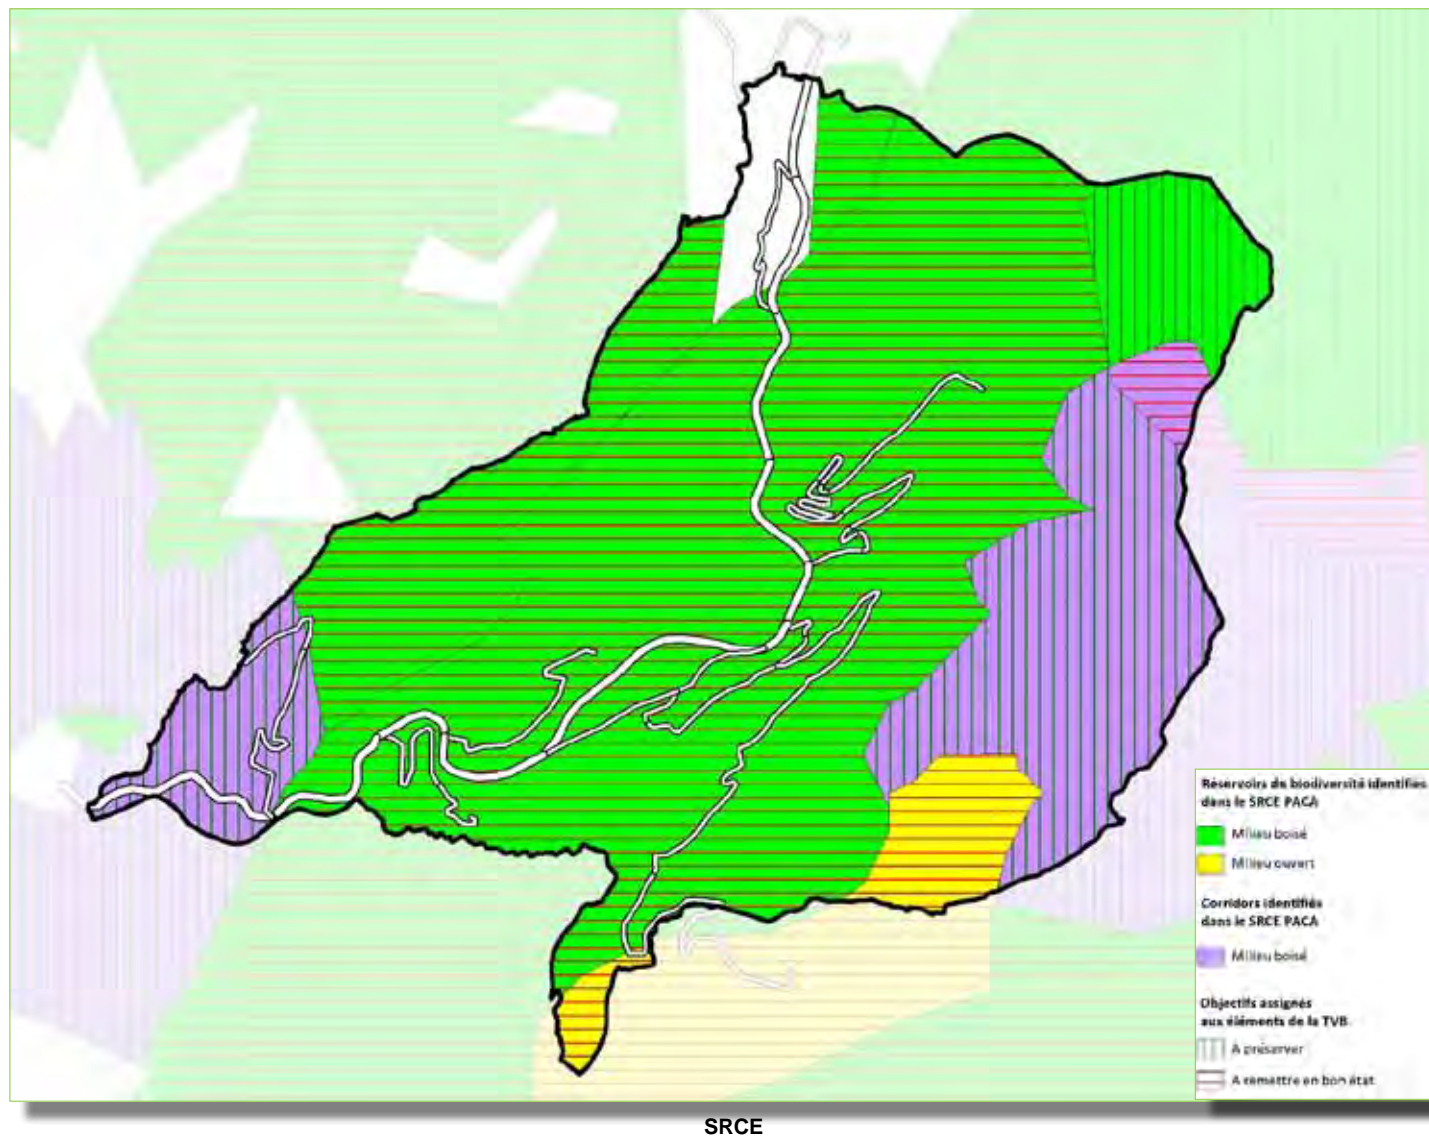 Réservoirs de biodiversité identifiés
dans le SRCE PACA
Milieu boisé
Milieu ouvert
Corridors identifiés
dans le SRCE PACA
Milieu boisé
Objectifs assignés
aux éléments de la TVB
A préserver
A remettre en bon état
SRCE